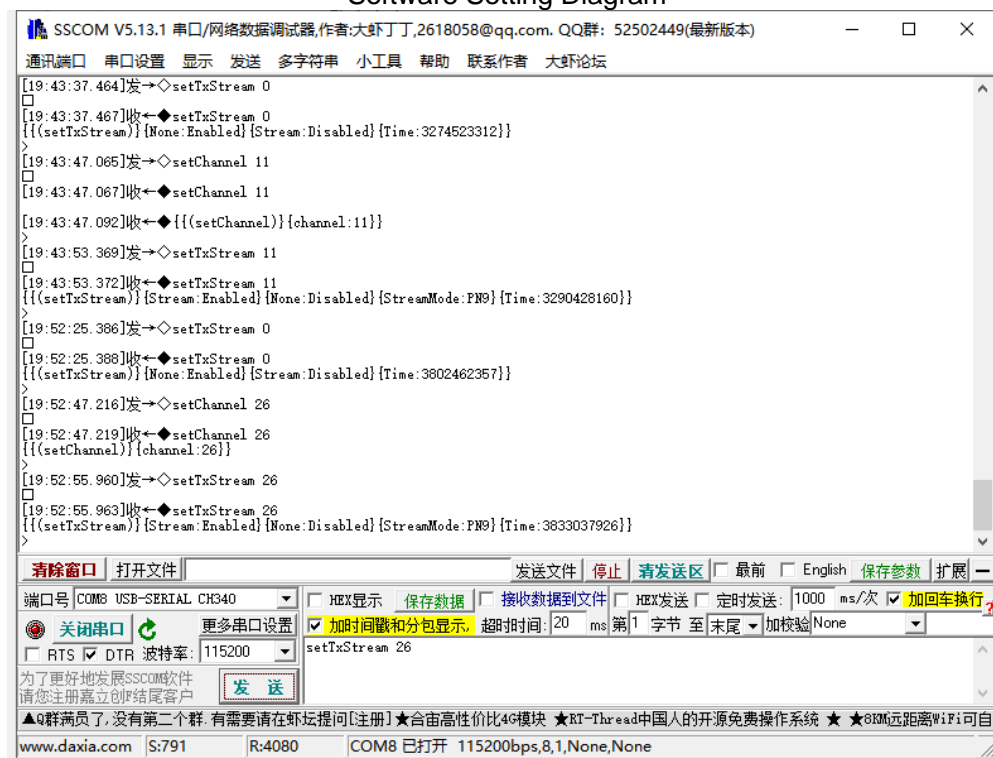 Software Setting Diagram
SSCOM V5.13.1 串口/网络数据调试器,作者:大虾丁丁,2618058@qq.com. QQ群: 52502449(最新版本)
通讯端口 串口设置 显示 发送 多字符串 小工具 帮助 联系作者 大虾论坛
[19:43:37.464]发→◇setTxStream 0
□
[19:43:37.467]收←◆setTxStream 0
{{(setTxStream)}{None:Enabled}{Stream:Disabled}{Time:3274523312}}
>
[19:43:47.065]发→◇setChannel 11
□
[19:43:47.067]收←◆setChannel 11
[19:43:47.092]收←◆{{(setChannel)}{channel:11}}
>
[19:43:53.369]发→◇setTxStream 11
□
[19:43:53.372]收←◆setTxStream 11
{{(setTxStream)}{Stream:Enabled}{None:Disabled}{StreamMode:PN9}{Time:3290428160}}
>
[19:52:25.386]发→◇setTxStream 0
□
[19:52:25.388]收←◆setTxStream 0
{{(setTxStream)}{None:Enabled}{Stream:Disabled}{Time:3802462357}}
>
[19:52:47.216]发→◇setChannel 26
□
[19:52:47.219]收←◆setChannel 26
{{(setChannel)}{channel:26}}
>
[19:52:55.960]发→◇setTxStream 26
□
[19:52:55.963]收←◆setTxStream 26
{{(setTxStream)}{Stream:Enabled}{None:Disabled}{StreamMode:PN9}{Time:3833037926}}
>
清除窗口 打开文件 发送文件 停止 清发送区 最前 English 保存参数 扩展 —
端口号 COM8 USB-SERIAL CH340 HEX显示 保存数据 接收数据到文件 HEX发送 定时发送: 1000 ms/次 加回车换行 ?
关闭串口 更多串口设置 加时间戳和分包显示, 超时时间: 20 ms 第1 字节 至 末尾 加校验 None
RTS DTR 波特率: 115200 setTxStream 26
为了更好地发展SSCOM软件
请您注册嘉立创F结尾客户 发 送
▲Q群满员了,没有第二个群.有需要请在虾坛提问[注册]★合宙高性价比4G模块 ★RT-Thread中国人的开源免费操作系统 ★ ★8KM远距离WiFi可自
www.daxia.com S:791 R:4080 COM8 已打开 115200bps,8,1,None,None